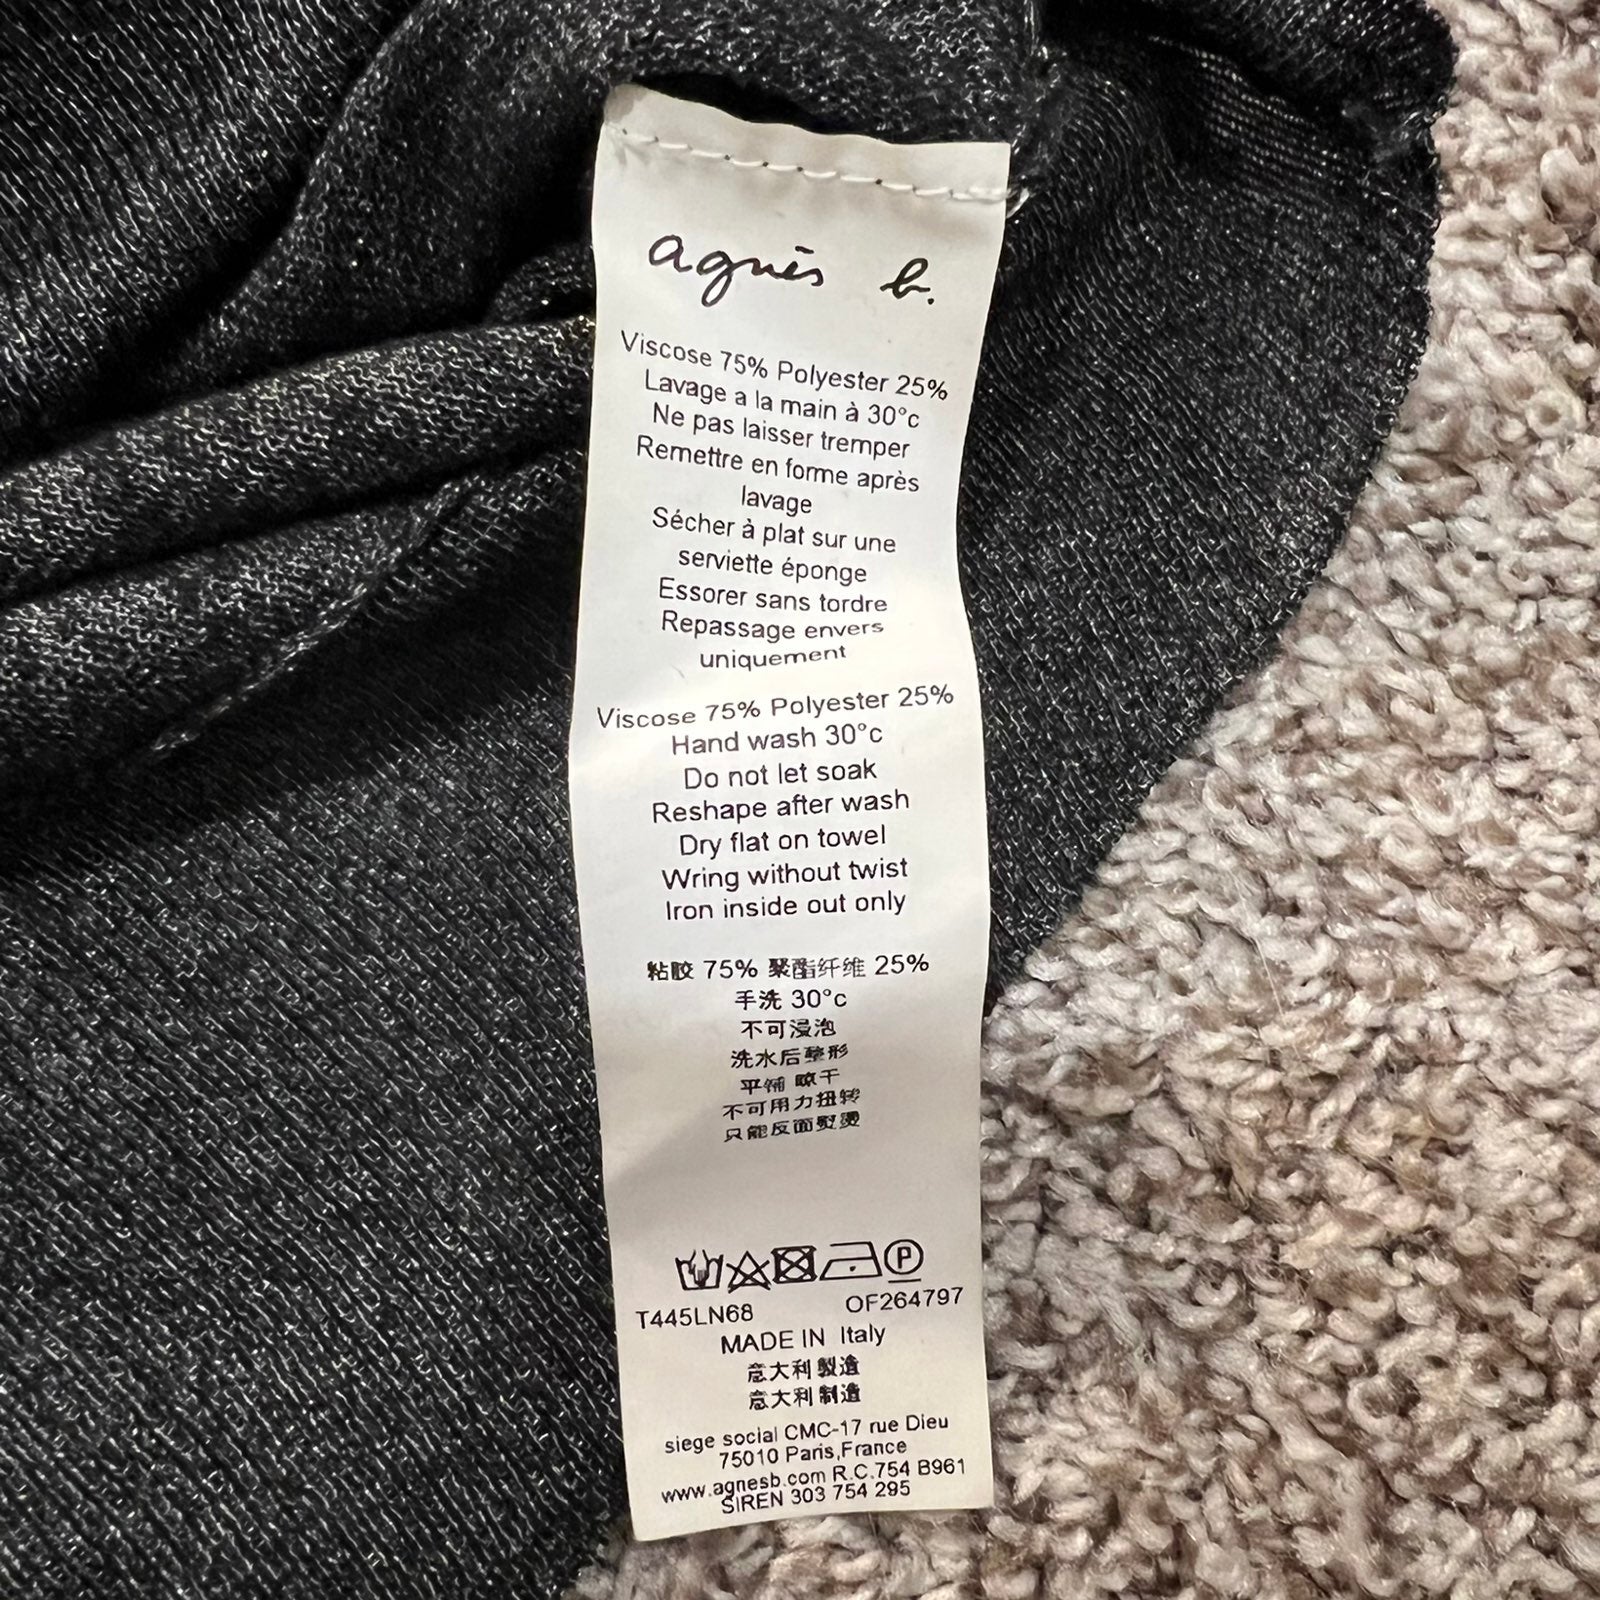 agnès b.
Viscose 75% Polyester 25%
Lavage a la main à 30°c
Ne pas laisser tremper
Remettre en forme après
lavage
Sécher à plat sur une
serviette éponge
Essorer sans tordre
Repassage envers
uniquement
Viscose 75% Polyester 25%
Hand wash 30°c
Do not let soak
Reshape after wash
Dry flat on towel
Wring without twist
Iron inside out only
粘胶 75% 聚酯纤维 25%
手洗 30°c
不可浸泡
洗水后整形
平铺 晾干
不可用力扭转
只能反面熨烫
P
T445LN68 OF264797
MADE IN Italy
意大利製造
意大利制造
siege social CMC-17 rue Dieu
75010 Paris,France
www.agnesb.com R.C.754 B961
SIREN 303 754 295